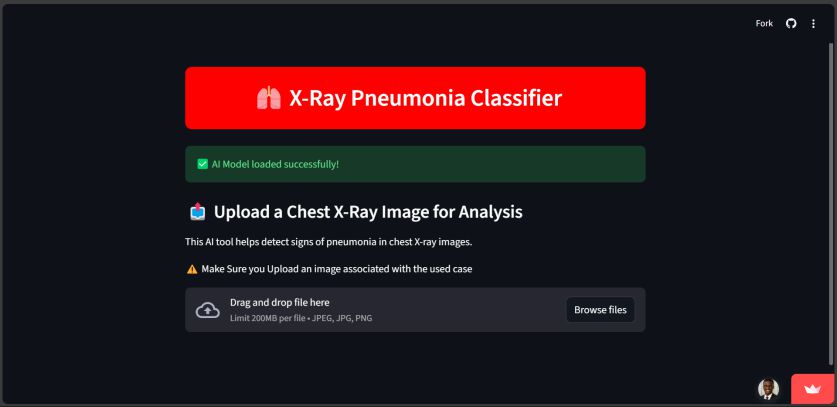 Fork
X-Ray Pneumonia Classifier
AI Model loaded successfully!
Upload a Chest X-Ray Image for Analysis
This AI tool helps detect signs of pneumonia in chest X-ray images.
Make Sure you Upload an image associated with the used case
Drag and drop file here
Limit 200MB per file • JPEG, JPG, PNG
Browse files